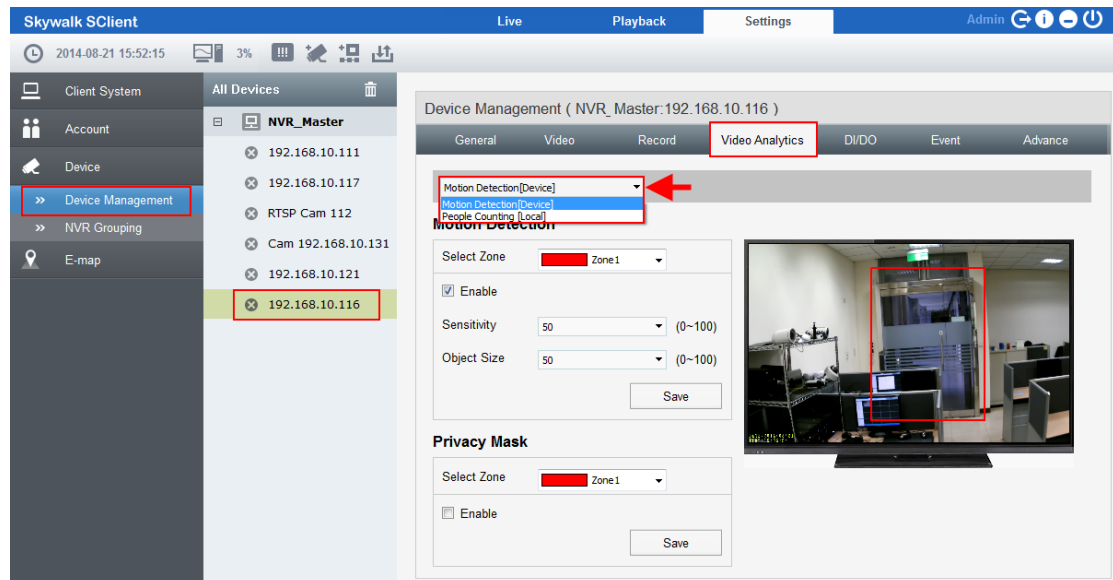 Skywalk SClient Live Playback Settings Admin
2014-08-21 15:52:15 3%
Client System
Account
Device
» Device Management
» NVR Grouping
E-map
All Devices
NVR_Master
192.168.10.111
192.168.10.117
RTSP Cam 112
Cam 192.168.10.131
192.168.10.121
192.168.10.116
Device Management ( NVR_Master:192.168.10.116 )
General Video Record Video Analytics DI/DO Event Advance
Motion Detection[Device]
Motion Detection[Device]
People Counting [Local]
Motion Detection
Select Zone Zone1
Enable
Sensitivity 50 (0~100)
Object Size 50 (0~100)
Save
Privacy Mask
Select Zone Zone1
Enable
Save